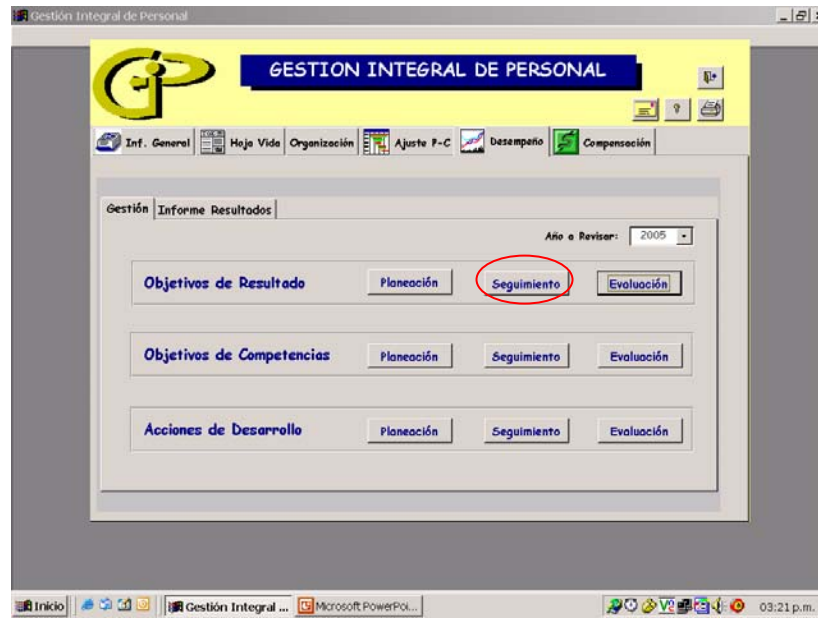 Gestión Integral de Personal
GIP
GESTION INTEGRAL DE PERSONAL
?
Inf. General Hoja Vida Organización Ajuste P-C Desempeño Compensación
Gestión Informe Resultados
Año a Revisar: 2005
Objetivos de Resultado Planeación Seguimiento Evaluación
Objetivos de Competencias Planeación Seguimiento Evaluación
Acciones de Desarrollo Planeación Seguimiento Evaluación
Inicio Gestión Integral ... Microsoft PowerPoi... 03:21 p.m.